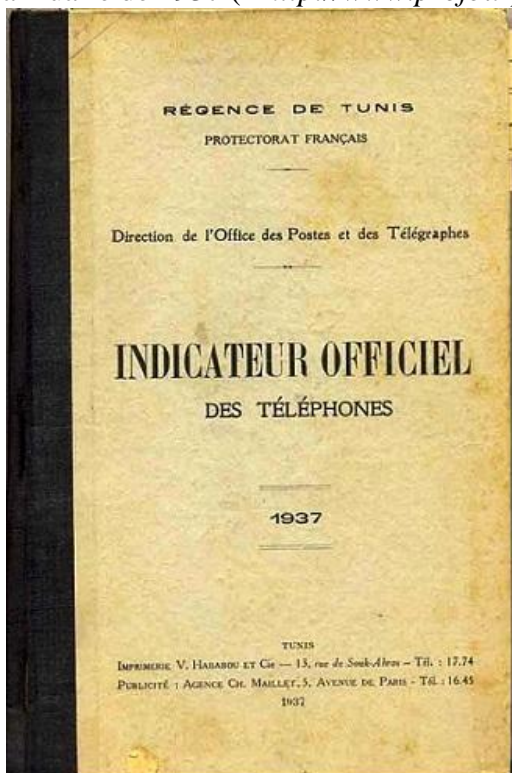 RÉGENCE DE TUNIS
PROTECTORAT FRANÇAIS
Direction de l'Office des Postes et des Télégraphes
INDICATEUR OFFICIEL
DES TÉLÉPHONES
1937
TUNIS
IMPRIMERIE V. HABABOU ET Cie — 13, rue de Souk-Ahras – Tél. : 17.74
PUBLICITÉ : AGENCE CH. MAILLET, 5, AVENUE DE PARIS - Tél. : 16.45
1937